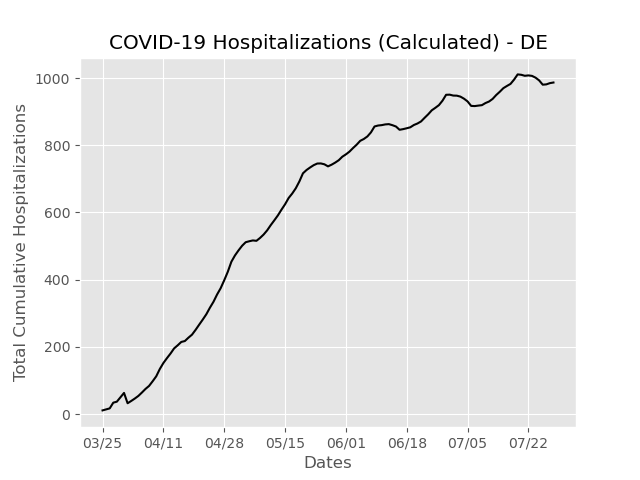 COVID-19 Hospitalizations (Calculated) - DE
Total Cumulative Hospitalizations
1000
800
600
400
200
0
03/25 04/11 04/28 05/15 06/01 06/18 07/05 07/22
Dates